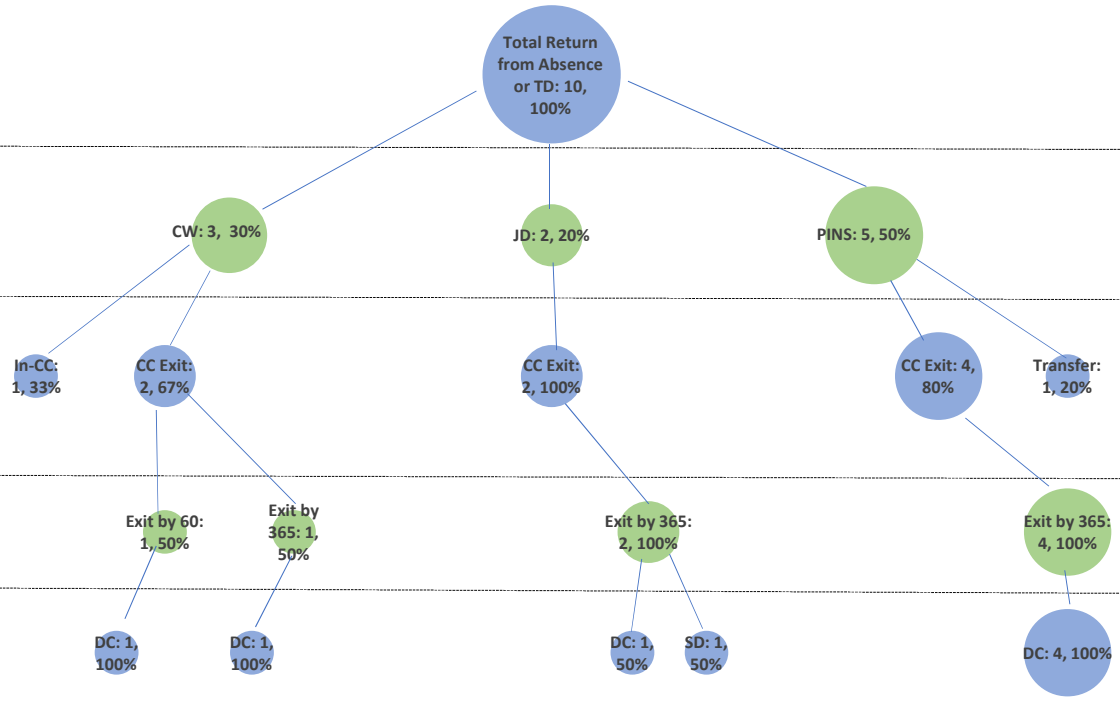 Total Return
from Absence
or TD: 10,
100%
CW: 3,  30%
JD: 2, 20%
PINS: 5, 50%
In-CC:
1, 33%
CC Exit:
2, 67%
CC Exit:
2, 100%
CC Exit: 4,
80%
Transfer:
1, 20%
Exit by 60:
1, 50%
Exit by
365: 1,
50%
Exit by 365:
2, 100%
Exit by 365:
4, 100%
DC: 1,
100%
DC: 1,
100%
DC: 1,
50%
SD: 1,
50%
DC: 4, 100%